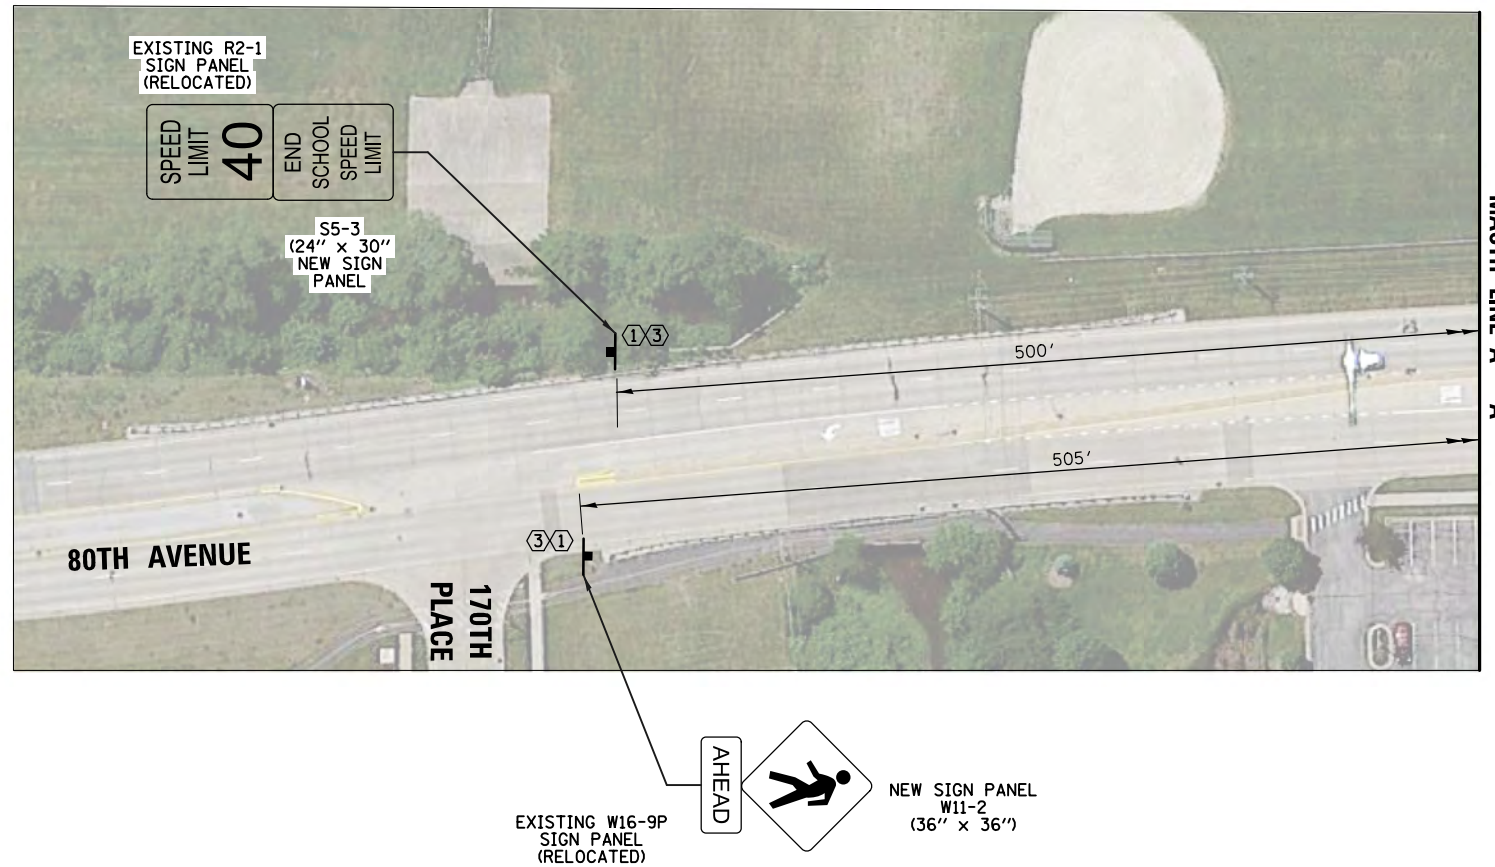 EXISTING R2-1
SIGN PANEL
(RELOCATED)
SPEED
LIMIT
40
END
SCHOOL
SPEED
LIMIT
S5-3
(24" x 30"
NEW SIGN
PANEL
1 3
500'
505'
3 1
80TH AVENUE
170TH
PLACE
AHEAD
NEW SIGN PANEL
W11-2
(36" x 36")
EXISTING W16-9P
SIGN PANEL
(RELOCATED)